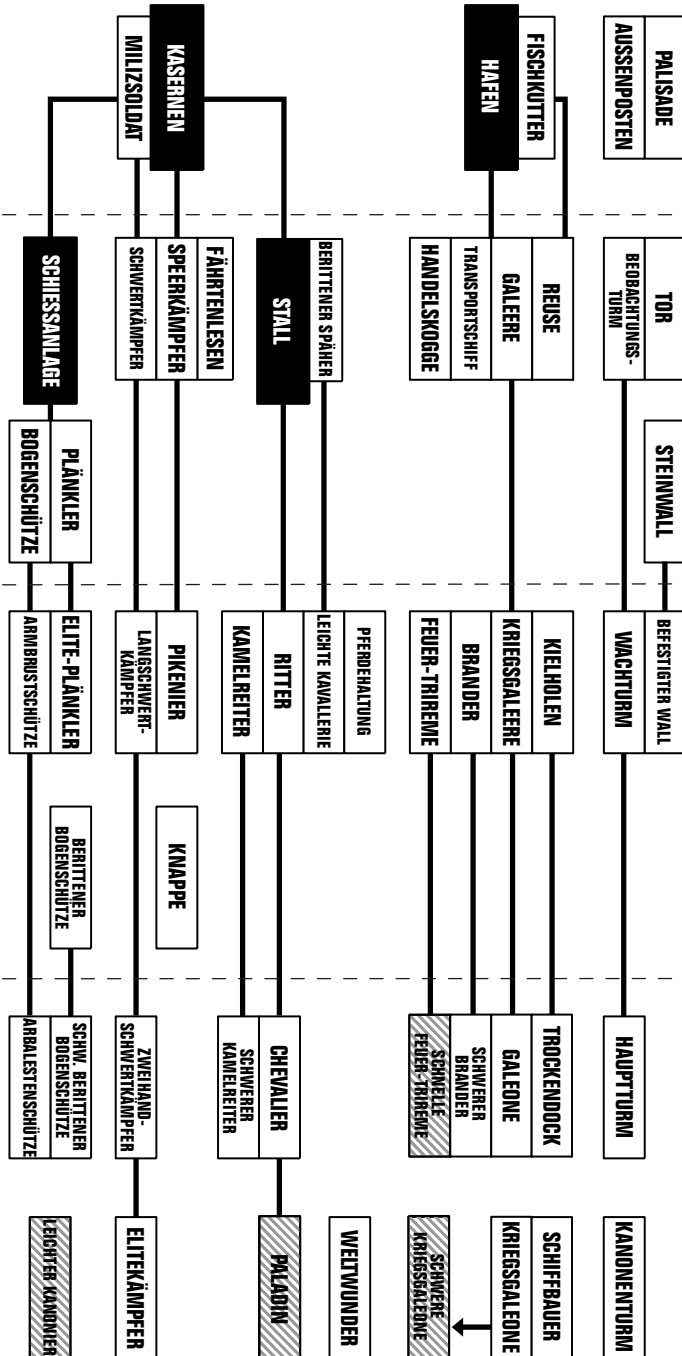 PALISADE
AUSSENPOSTEN
FISCHKUTTER
HAFEN
KASERNEN
MILIZSOLDAT
TOR
BEOBACHTUNGS-
TURM
REUSE
GALEERE
TRANSPORTSCHIFF
HANDELSKOGGE
BERITTENER SPÄHER
STALL
FÄHRTENLESEN
SPEERKÄMPFER
SCHWERTKÄMPFER
SCHIESSANLAGE
STEINWALL
PLÄNKLER
BOGENSCHÜTZE
BEFESTIGTER WALL
WACHTURM
KIELHOLEN
KRIEGSGALEERE
BRANDER
FEUER-TRIREME
PFERDEHALTUNG
LEICHTE KAVALLERIE
RITTER
KAMELREITER
PIKENIER
LANGSCHWERT-
KÄMPFER
ELITE-PLÄNKLER
ARMBRUSTSCHÜTZE
KNAPPE
BERITTENER
BOGENSCHÜTZE
HAUPTTURM
TROCKENDOCK
GALEONE
SCHWERER
BRANDER
SCHNELLE
FEUER-TRIREME
CHEVALIER
SCHWERER
KAMELREITER
ZWEIHAND-
SCHWERTKÄMPFER
SCHW. BERITTENER
BOGENSCHÜTZE
ARBALESTENSCHÜTZE
KANONENTURM
SCHIFFBAUER
KRIEGSGALEONE
SCHWERE
KRIEGSGALEONE
WELTWUNDER
PALADIN
ELITEKÄMPFER
LEICHTER KANONIER